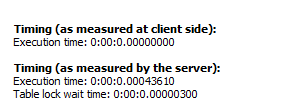 Timing (as measured at client side):
Execution time: 0:00:0.00000000
Timing (as measured by the server):
Execution time: 0:00:0.00043610
Table lock wait time: 0:00:0.00000300